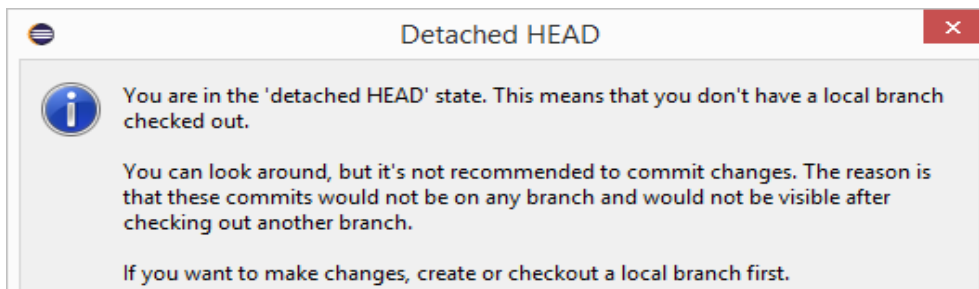 Detached HEAD
You are in the 'detached HEAD' state. This means that you don't have a local branch
checked out.
You can look around, but it's not recommended to commit changes. The reason is
that these commits would not be on any branch and would not be visible after
checking out another branch.
If you want to make changes, create or checkout a local branch first.